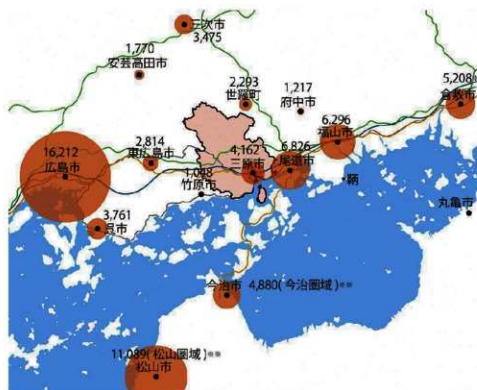 三次市
3,475
1,770
安芸高田市
2,293
世羅町
1,217
府中市
5,208
倉敷市
6,296
福山市
6,826
尾道市
4,162
三原市
2,814
東広島市
16,212
広島市
1,048
竹原市
鞆
丸亀市
3,761
呉市
今治市 4,880(今治圏域)※※
11,089(松山圏域)※※
松山市